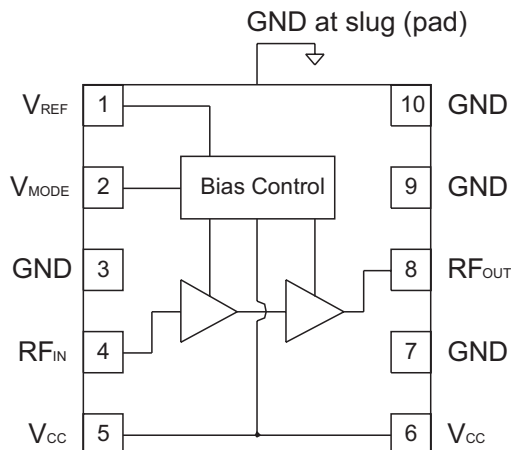 GND at slug (pad)
VREF 1 10 GND
VMODE 2 Bias Control 9 GND
GND 3 8 RFOUT
RFIN 4 7 GND
VCC 5 6 VCC